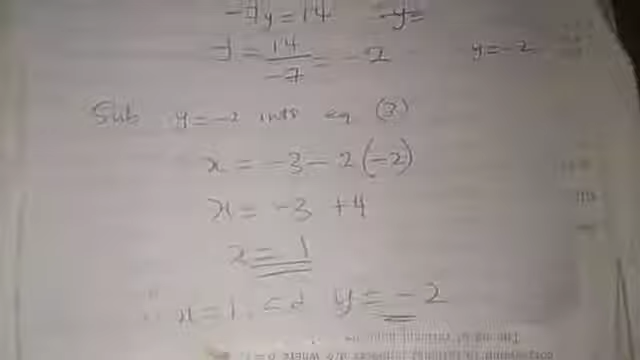 -7y = 14
y = 14/-7 = -2 y = -2
Sub y = -2 into eq (3)
x = -3 - 2(-2)
x = -3 + 4
x = 1
∴ x = 1, and y = -2